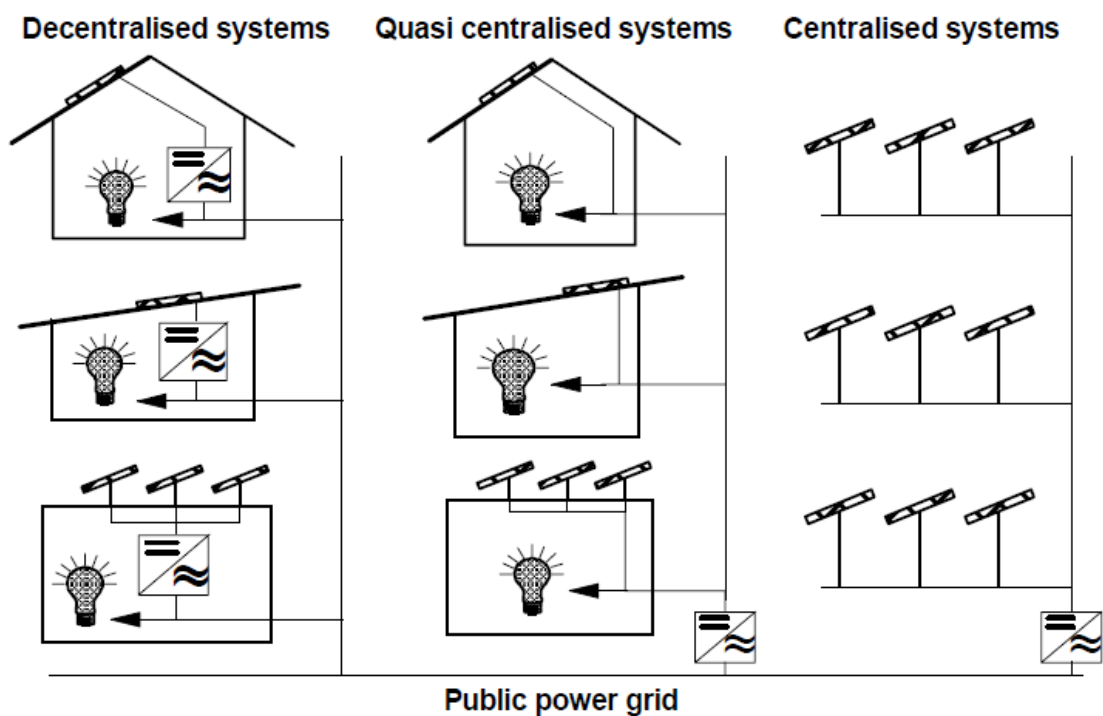 Decentralised systems
Quasi centralised systems
Centralised systems
Public power grid